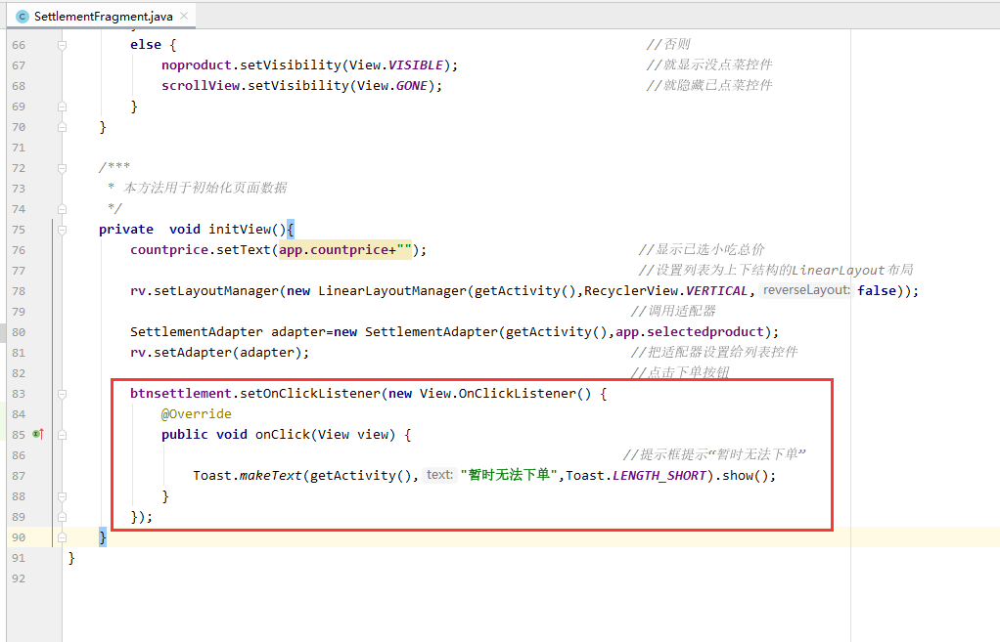 SettlementFragment.java
66 else { //否则
67 noproduct.setVisibility(View.VISIBLE); //就显示没点菜控件
68 scrollView.setVisibility(View.GONE); //就隐藏已点菜控件
69 }
70 }
71
72 /***
73 * 本方法用于初始化页面数据
74 */
75 private  void initView(){
76 countprice.setText(app.countprice+""); //显示已选小吃总价
77 //设置列表为上下结构的LinearLayout布局
78 rv.setLayoutManager(new LinearLayoutManager(getActivity(),RecyclerView.VERTICAL, reverseLayout: false));
79 //调用适配器
80 SettlementAdapter adapter=new SettlementAdapter(getActivity(),app.selectedproduct);
81 rv.setAdapter(adapter); //把适配器设置给列表控件
82 //点击下单按钮
83 btnsettlement.setOnClickListener(new View.OnClickListener() {
84 @Override
85 public void onClick(View view) {
86 //提示框提示“暂时无法下单”
87 Toast.makeText(getActivity(), text: "暂时无法下单",Toast.LENGTH_SHORT).show();
88 }
89 });
90 }
91 }
92